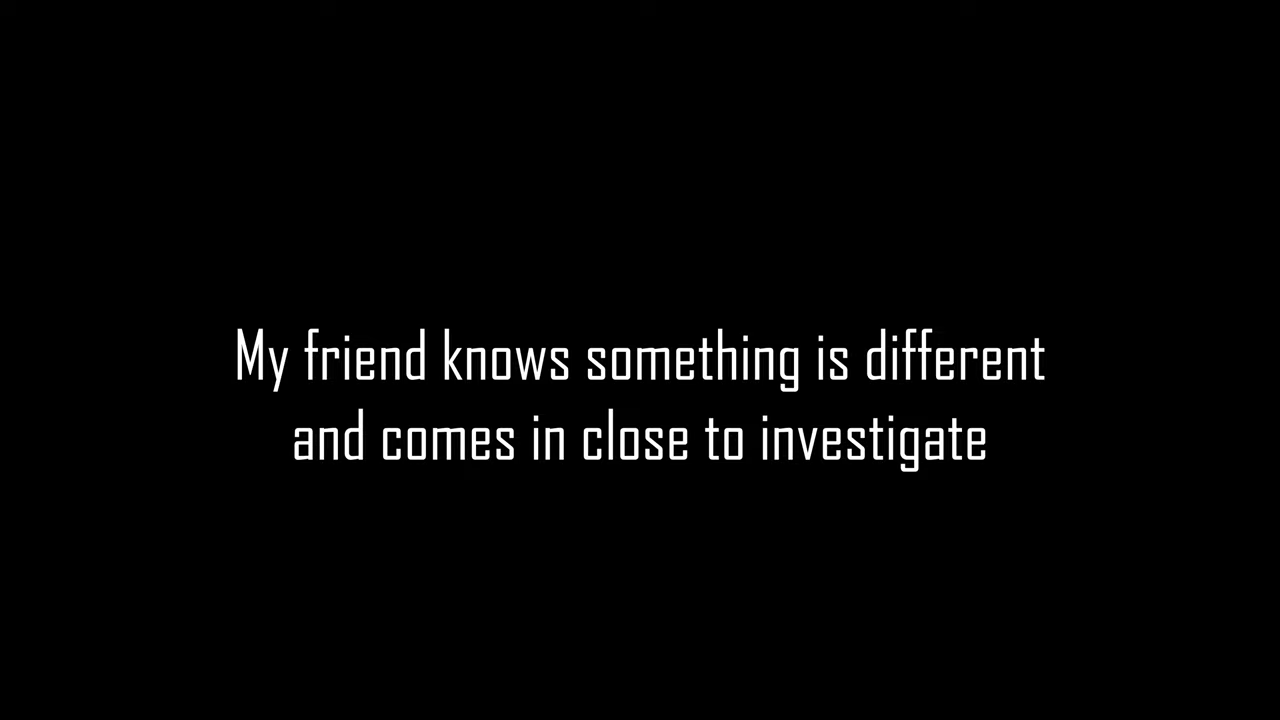 My friend knows something is different
and comes in close to investigate